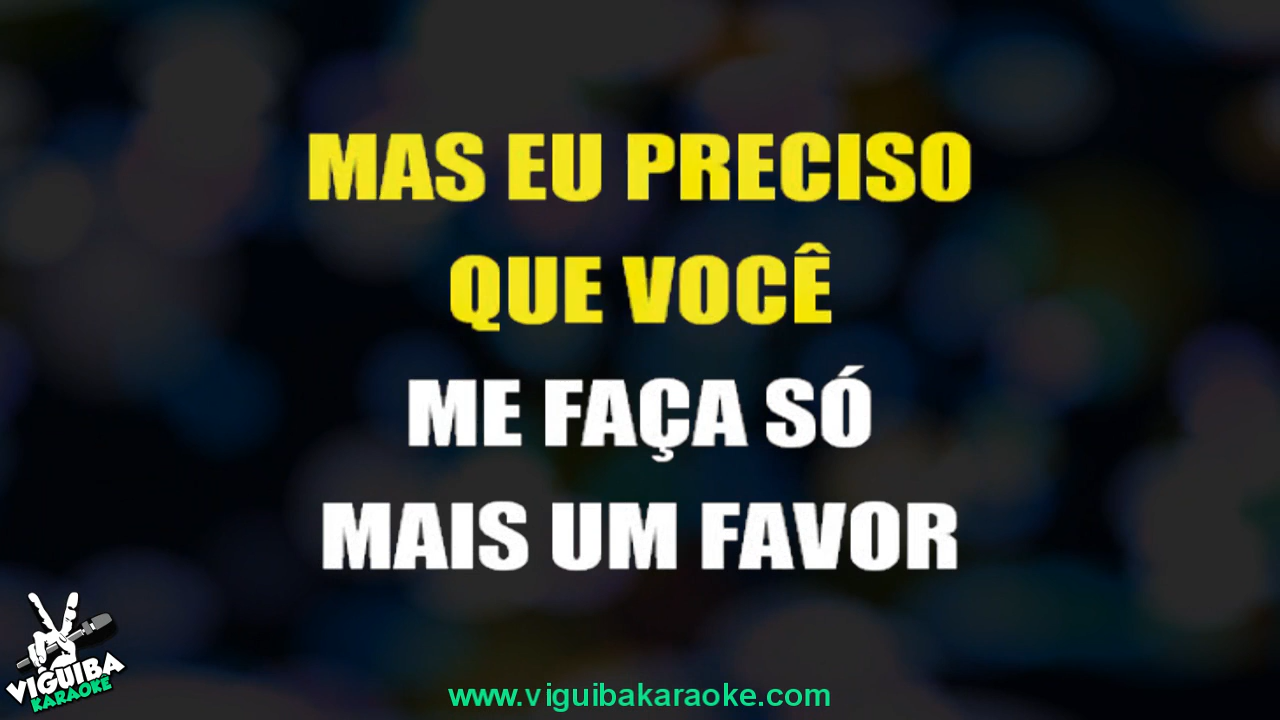 MAS EU PRECISO
QUE VOCÊ
ME FAÇA SÓ
MAIS UM FAVOR
VIGUIBA
KARAOKE
www.viguibakaraoke.com